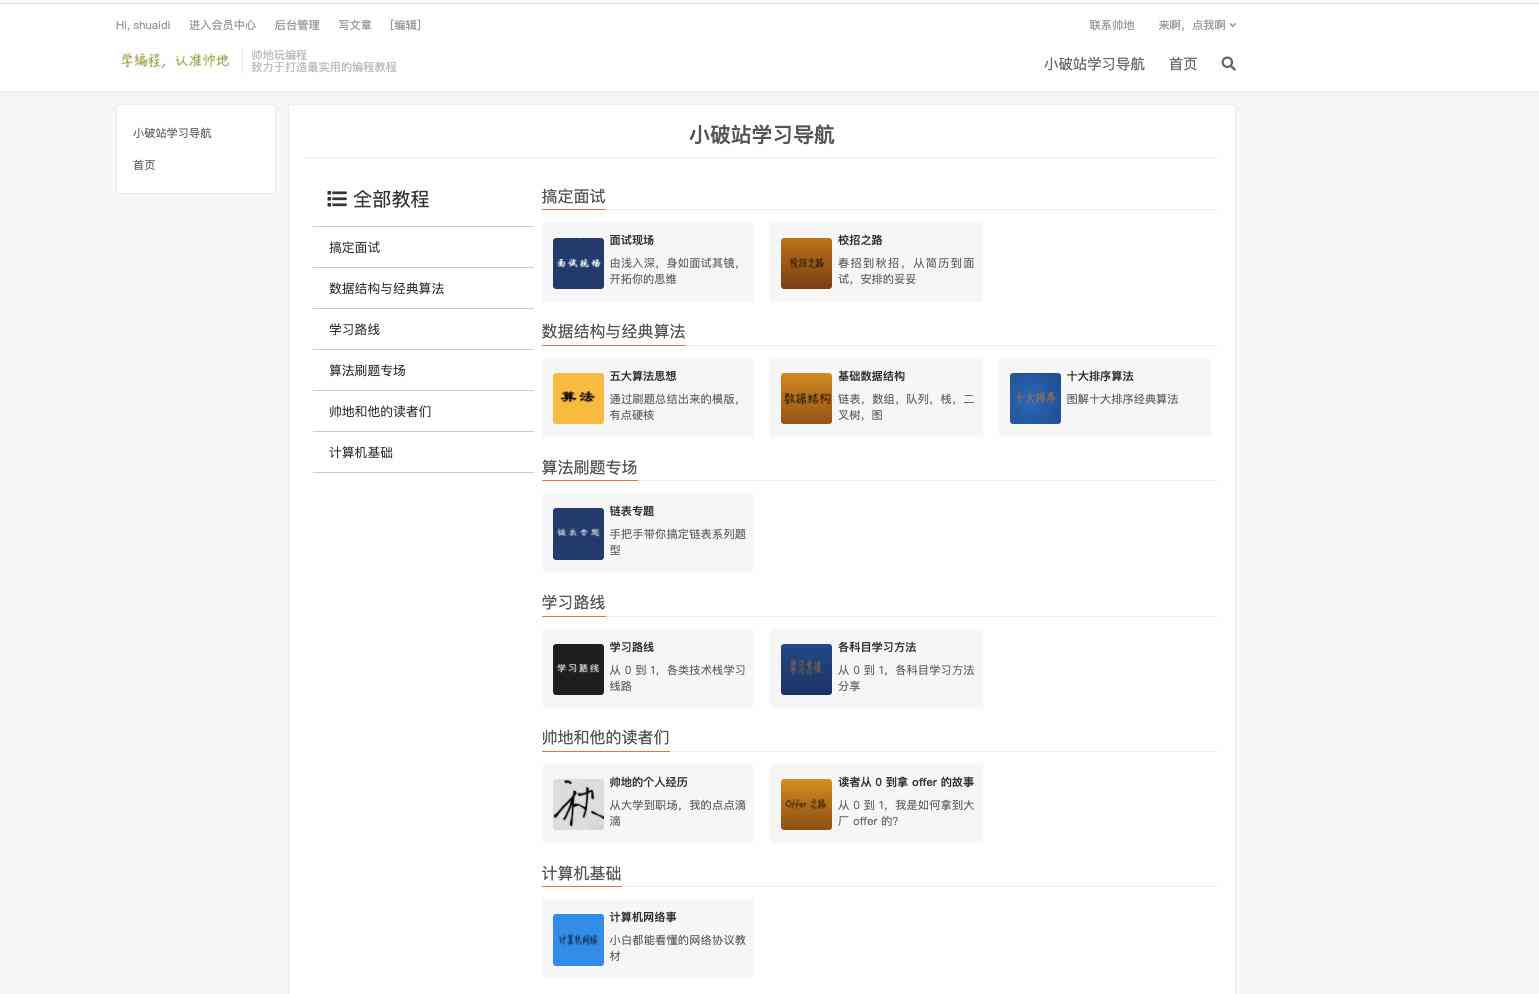 Hi, shuaidi 进入会员中心 后台管理 写文章 [编辑]
联系帅地 来啊，点我啊
学编程，认准帅地
帅地玩编程
致力于打造最实用的编程教程
小破站学习导航 首页
小破站学习导航
首页
小破站学习导航
全部教程
搞定面试
数据结构与经典算法
学习路线
算法刷题专场
帅地和他的读者们
计算机基础
搞定面试
面试现场
面试现场
由浅入深，身如面试其镜，
开拓你的思维
校招之路
校招之路
春招到秋招，从简历到面
试，安排的妥妥
数据结构与经典算法
算法
五大算法思想
通过刷题总结出来的模版，
有点硬核
数据结构
基础数据结构
链表，数组，队列，栈，二
叉树，图
十大排序
十大排序算法
图解十大排序经典算法
算法刷题专场
链表专题
链表专题
手把手带你搞定链表系列题
型
学习路线
学习路线
学习路线
从 0 到 1，各类技术栈学习
线路
各科目学习方法
从 0 到 1，各科目学习方法
分享
帅地和他的读者们
帅地的个人经历
从大学到职场，我的点点滴
滴
Offer 之路
读者从 0 到拿 offer 的故事
从 0 到 1，我是如何拿到大
厂 offer 的?
计算机基础
计算机网络
计算机网络事
小白都能看懂的网络协议教
材